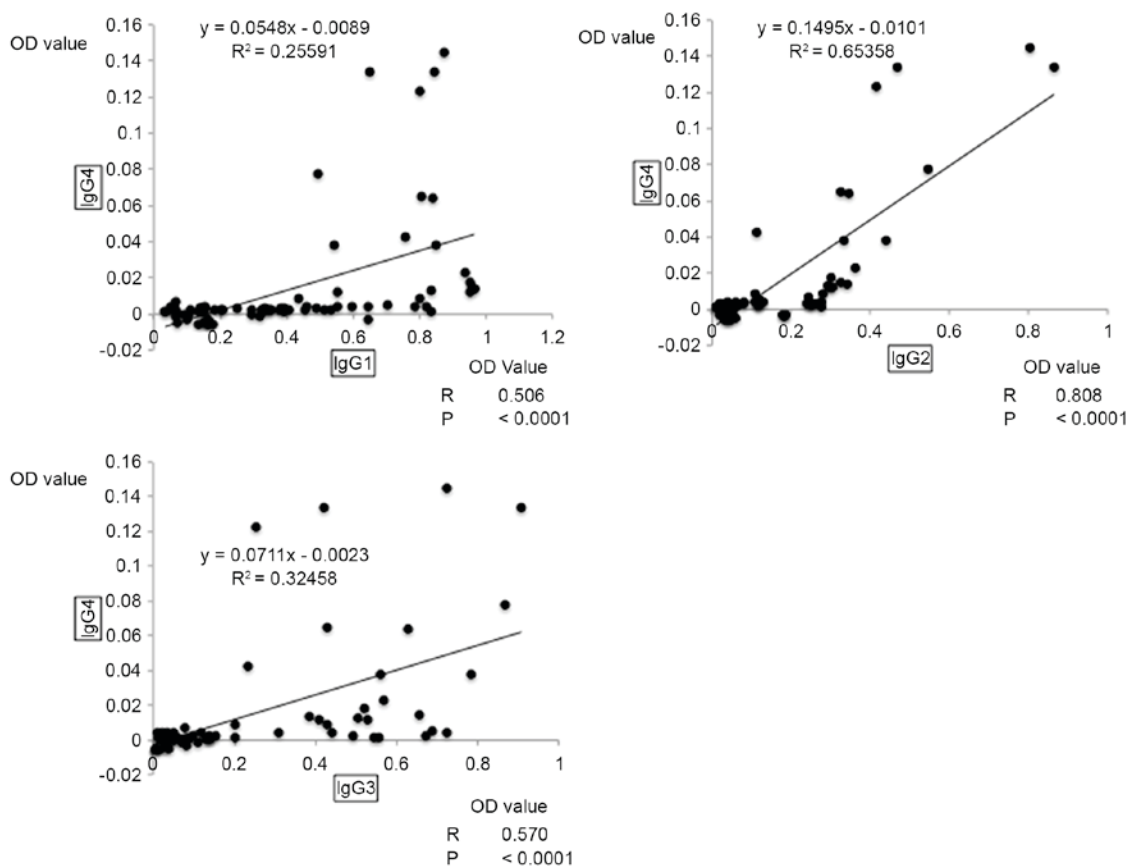 0.16
OD value
y = 0.0548x - 0.0089
R² = 0.25591
0.14
0.12
0.1
0.08
IgG4
0.06
0.04
0.02
0
-0.02
0 0.2 0.4 0.6 0.8 1 1.2
IgG1
OD Value
R 0.506
P < 0.0001
0.16
OD value
y = 0.1495x - 0.0101
R² = 0.65358
0.14
0.12
0.1
0.08
IgG4
0.06
0.04
0.02
0
-0.02
0 0.2 0.4 0.6 0.8 1
IgG2
OD value
R 0.808
P < 0.0001
0.16
OD value
0.14
0.12
0.1
y = 0.0711x - 0.0023
R² = 0.32458
0.08
IgG4
0.06
0.04
0.02
0
-0.02
0 0.2 0.4 0.6 0.8 1
IgG3
OD value
R 0.570
P < 0.0001